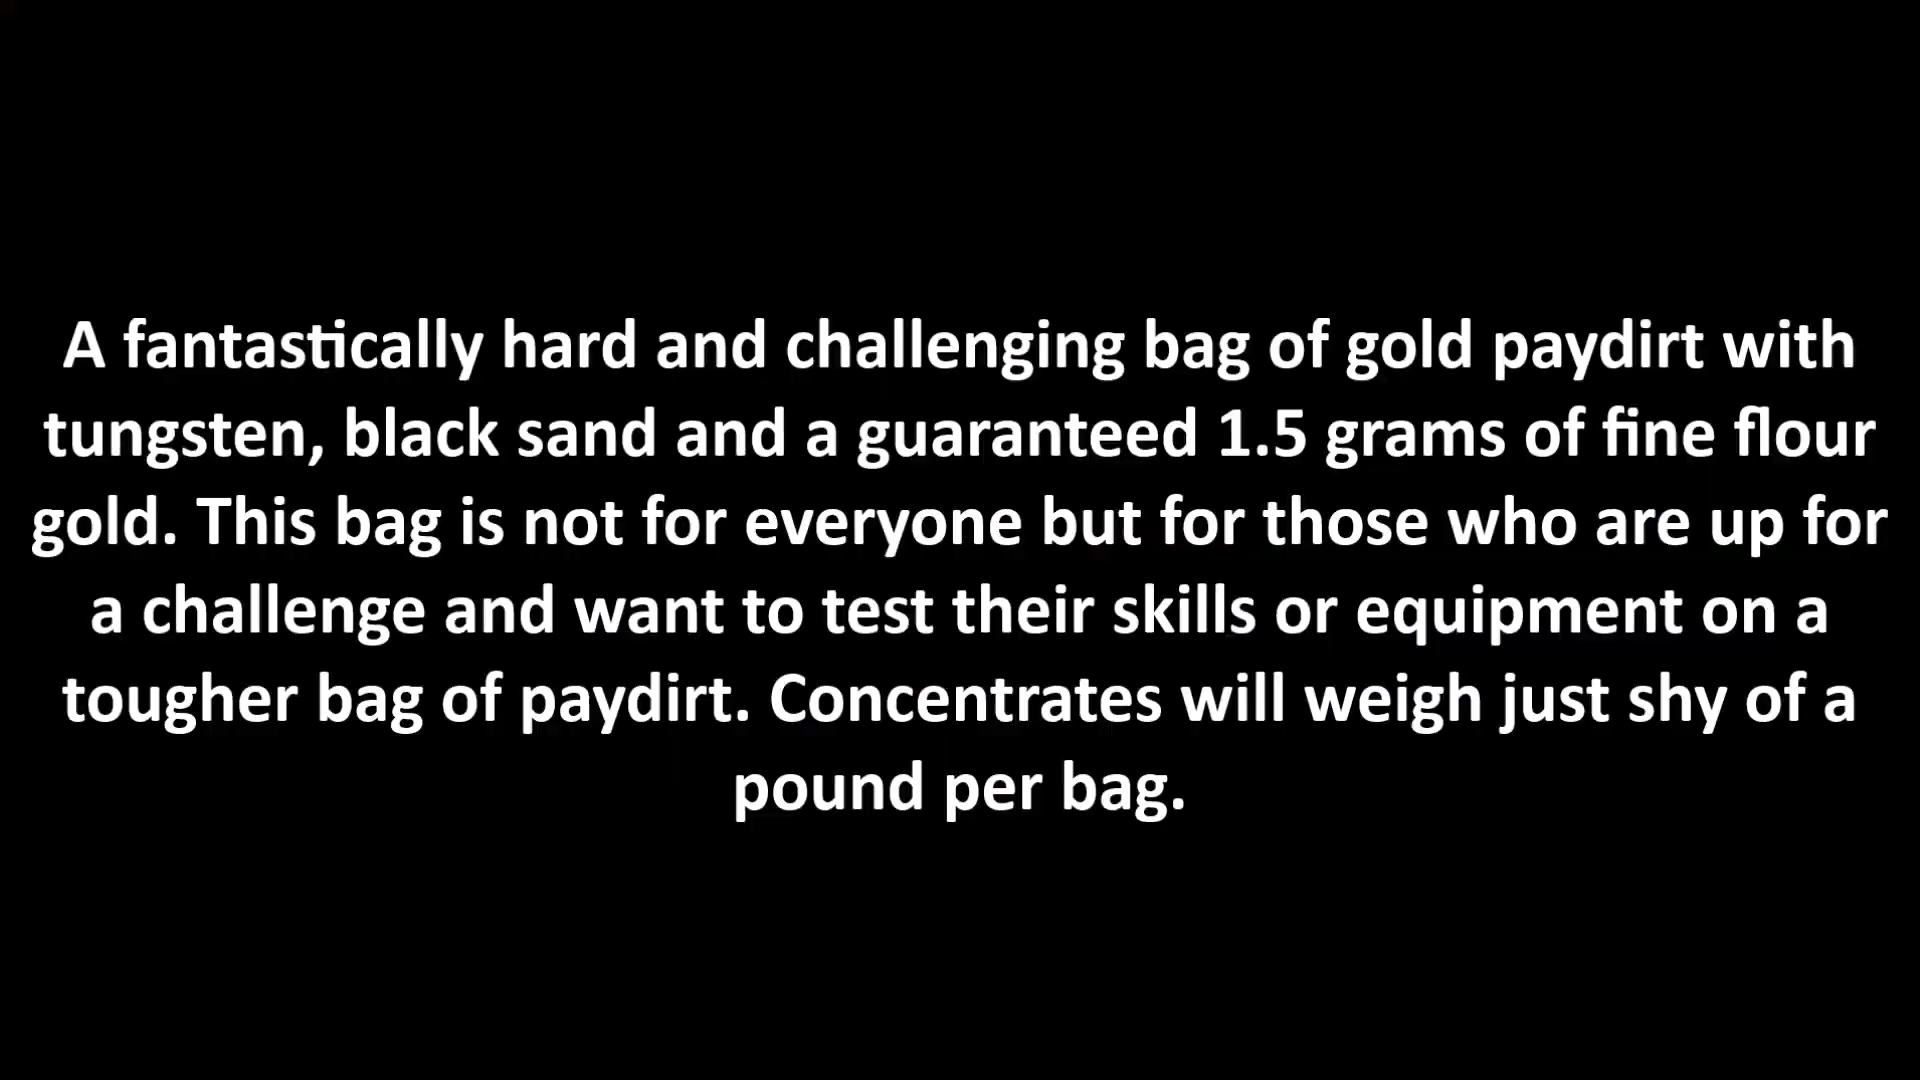 A fantastically hard and challenging bag of gold paydirt with
tungsten, black sand and a guaranteed 1.5 grams of fine flour
gold. This bag is not for everyone but for those who are up for
a challenge and want to test their skills or equipment on a
tougher bag of paydirt. Concentrates will weigh just shy of a
pound per bag.